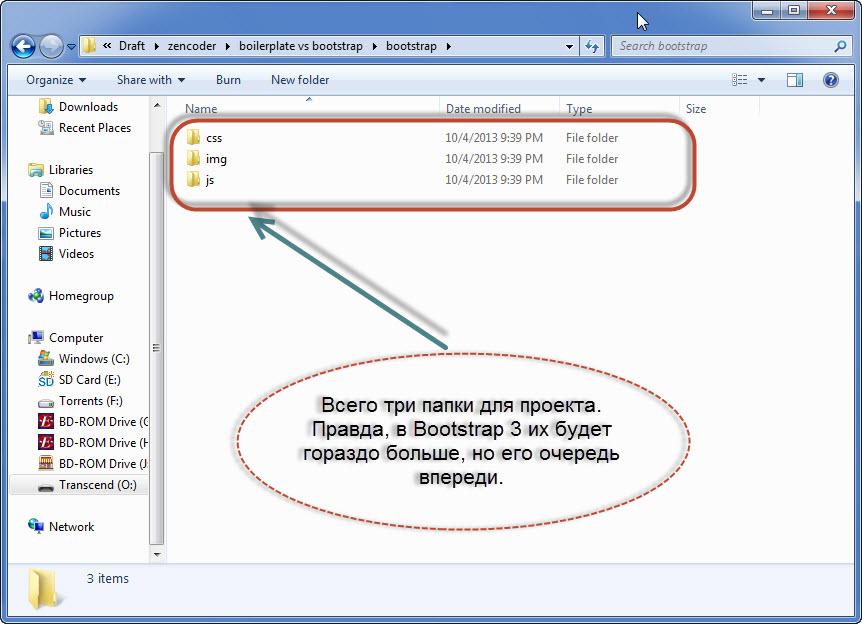 « Draft ▸ zencoder ▸ boilerplate vs bootstrap ▸ bootstrap ▸
Search bootstrap
Organize Share with Burn New folder
Name Date modified Type Size
css 10/4/2013 9:39 PM File folder
img 10/4/2013 9:39 PM File folder
js 10/4/2013 9:39 PM File folder
Downloads
Recent Places
Libraries
Documents
Music
Pictures
Videos
Homegroup
Computer
Windows (C:)
SD Card (E:)
Torrents (F:)
BD-ROM Drive (G
BD-ROM Drive (H
BD-ROM Drive (J:
Transcend (O:)
Network
Всего три папки для проекта.
Правда, в Bootstrap 3 их будет
гораздо больше, но его очередь
впереди.
3 items